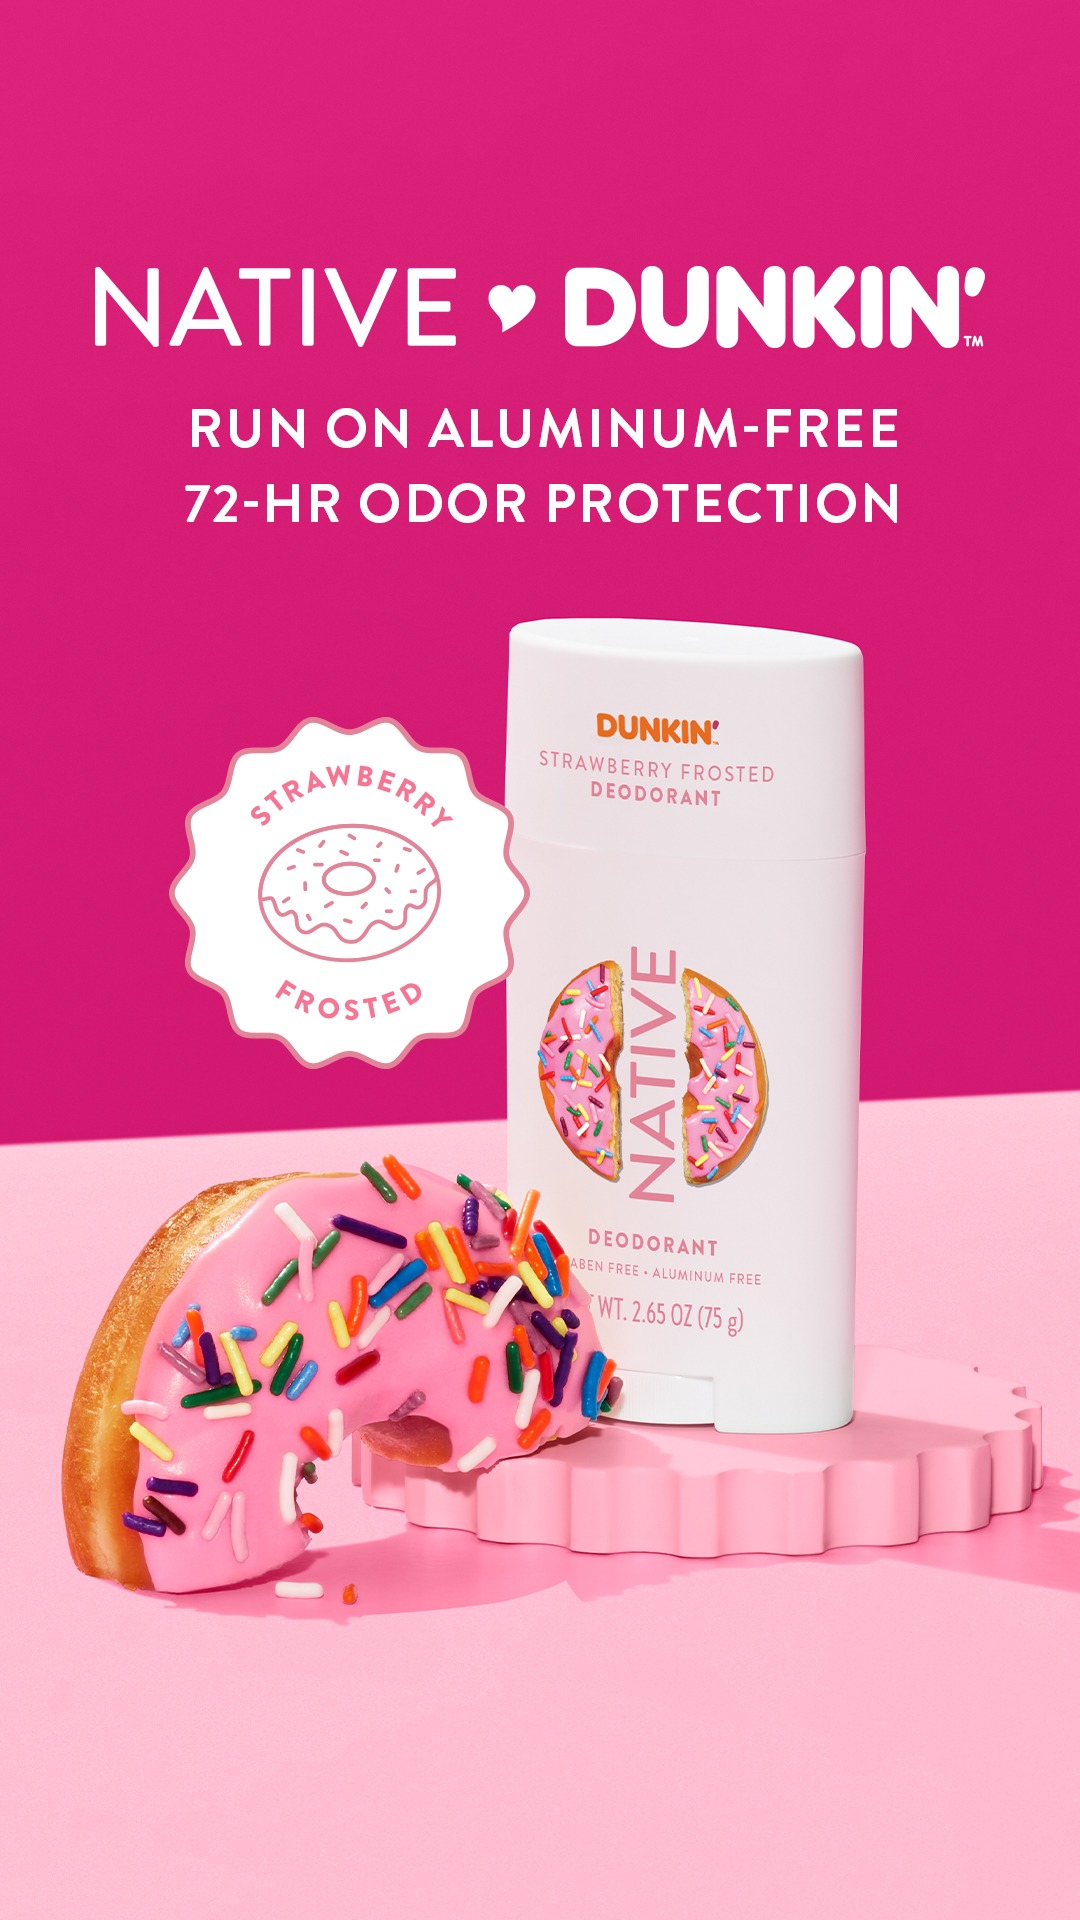 NATIVE ♥ DUNKIN'™
RUN ON ALUMINUM-FREE
72-HR ODOR PROTECTION
STRAWBERRY
FROSTED
DUNKIN'
STRAWBERRY FROSTED
DEODORANT
NATIVE
DEODORANT
FREE • ALUMINUM FREE
WT. 2.65 OZ (75 g)